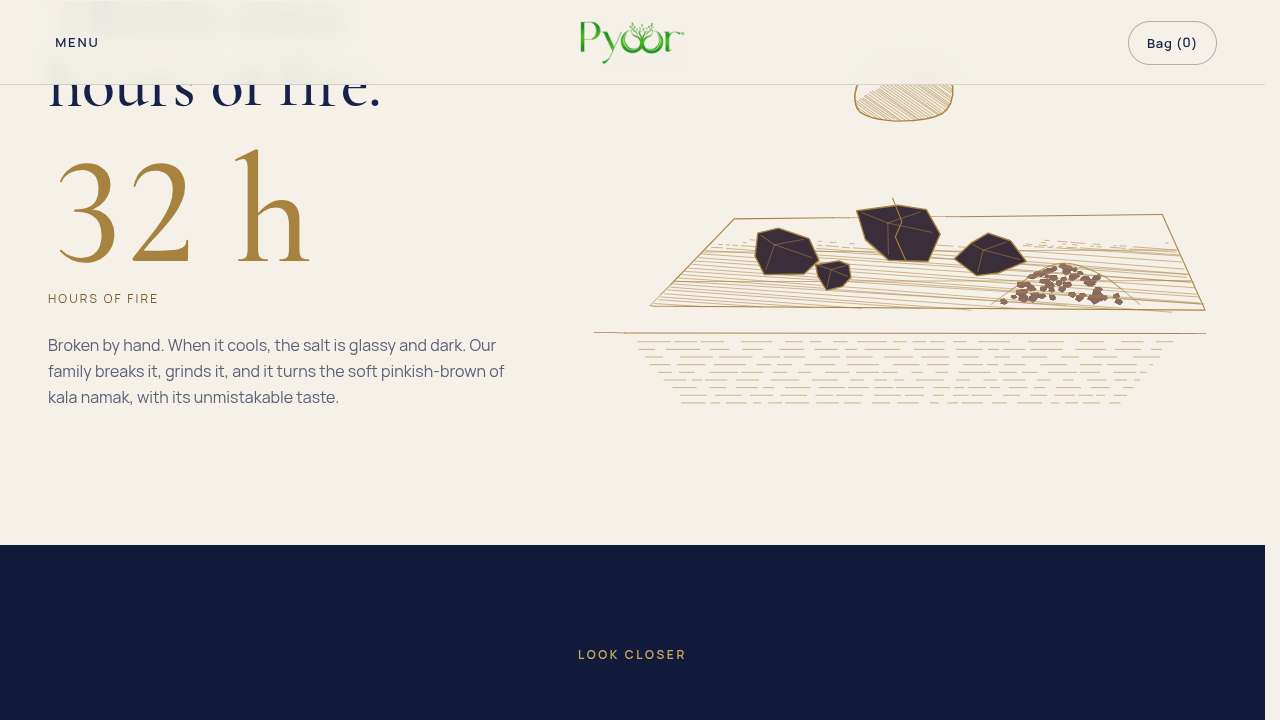 MENU
Pyoor
Bag (0)
hours of fire.
32 h
HOURS OF FIRE
Broken by hand. When it cools, the salt is glassy and dark. Our
family breaks it, grinds it, and it turns the soft pinkish-brown of
kala namak, with its unmistakable taste.
LOOK CLOSER